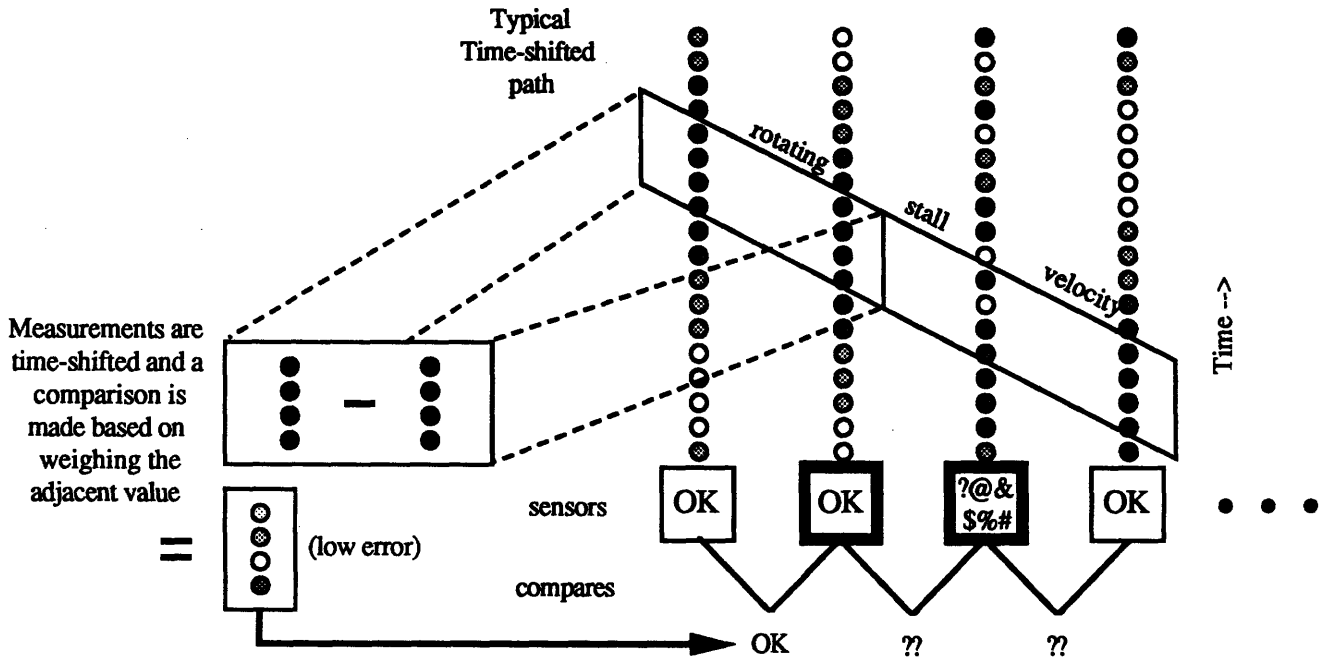 Typical
Time-shifted
path
rotating
stall
velocity
Time -->
Measurements are
time-shifted and a
comparison is
made based on
weighing the
adjacent value
sensors
OK
OK
?@&
$%#
OK
• • •
=
(low error)
compares
OK
??
??